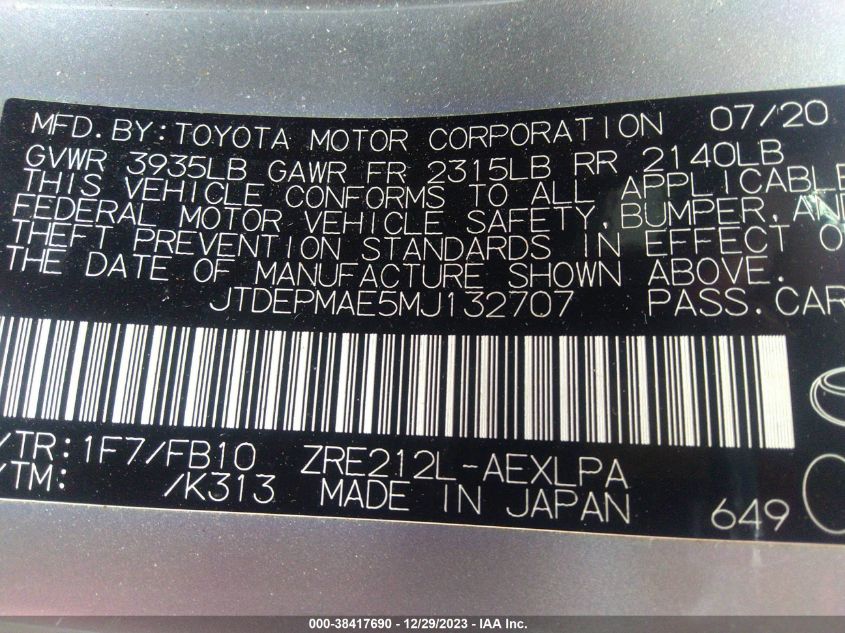 MFD. BY: TOYOTA MOTOR CORPORATION 07/20
GVWR 3935LB GAWR FR 2315LB RR 2140LB
THIS VEHICLE CONFORMS TO ALL APPLICABLE
FEDERAL MOTOR VEHICLE SAFETY, BUMPER, AND
THEFT PREVENTION STANDARDS IN EFFECT O
THE DATE OF MANUFACTURE SHOWN ABOVE.
JTDEPMAE5MJ132707 PASS. CAR
/TR: 1F7/FB10 ZRE212L-AEXLPA
/TM: /K313 MADE IN JAPAN 649
000-38417690 - 12/29/2023 - IAA Inc.